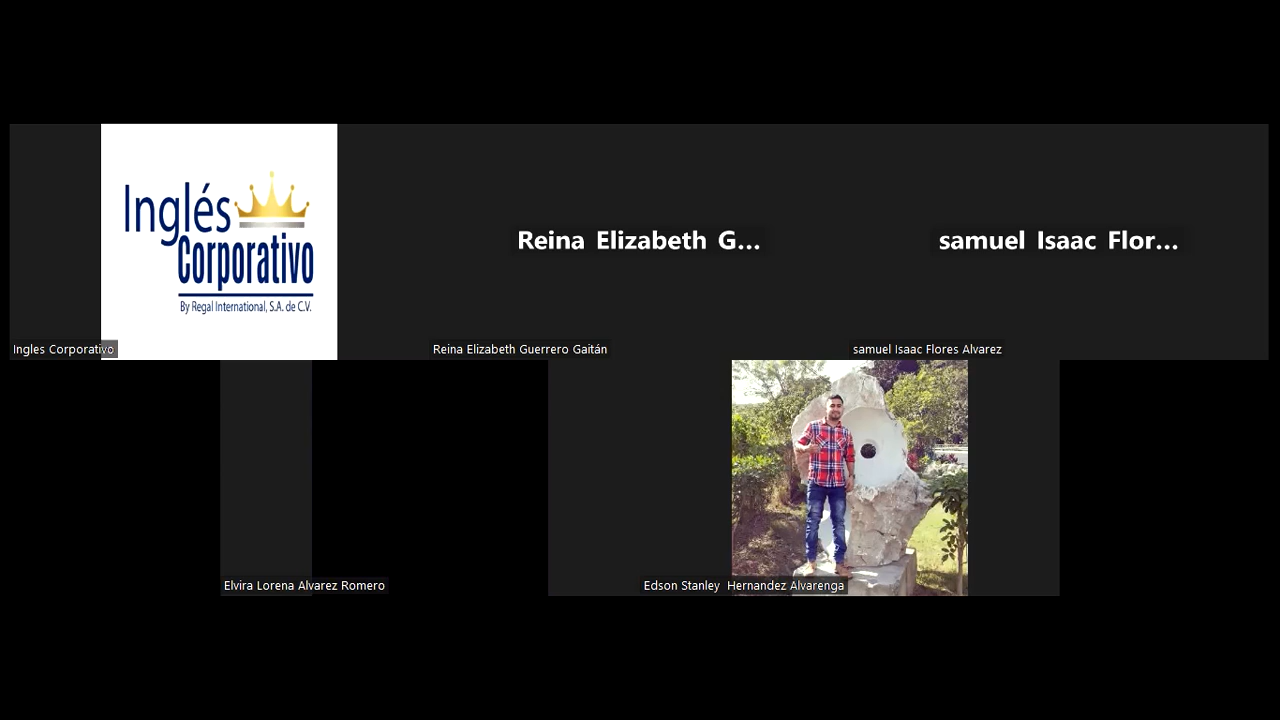 Inglés
Corporativo
By Regal International, S.A. de C.V.
Reina Elizabeth G...
samuel Isaac Flor...
Ingles Corporativo
Reina Elizabeth Guerrero Gaitán
samuel Isaac Flores Alvarez
Elvira Lorena Alvarez Romero
Edson Stanley Hernandez Alvarenga